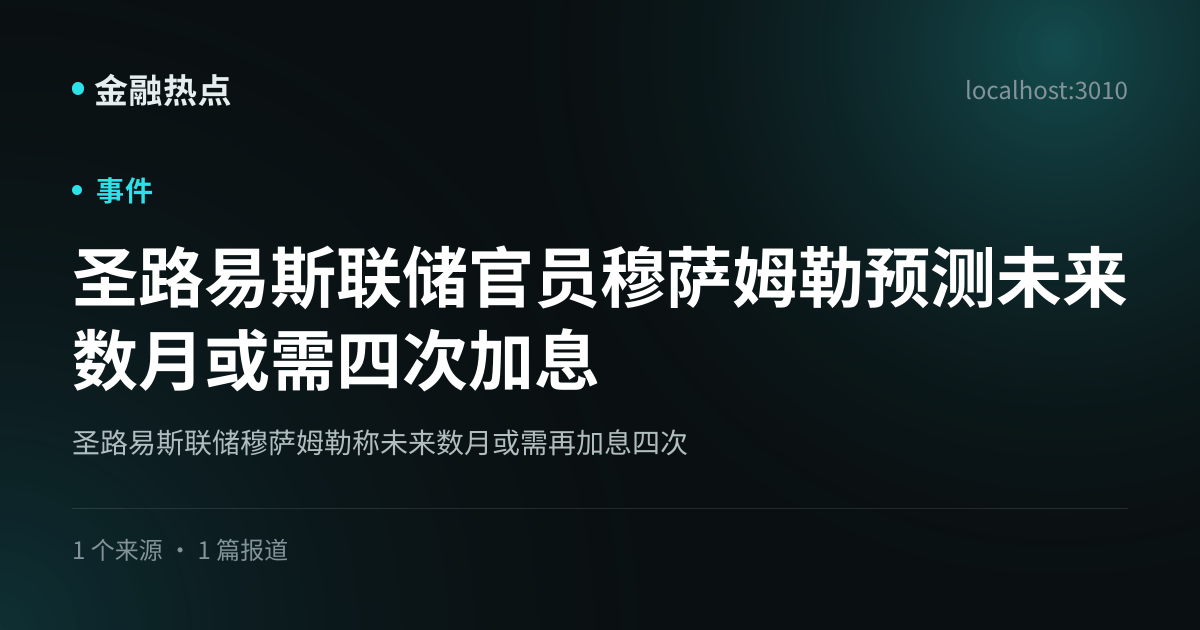 金融热点
localhost:3010
事件
圣路易斯联储官员穆萨姆勒预测未来
数月或需四次加息
圣路易斯联储穆萨姆勒称未来数月或需再加息四次
1 个来源 · 1 篇报道